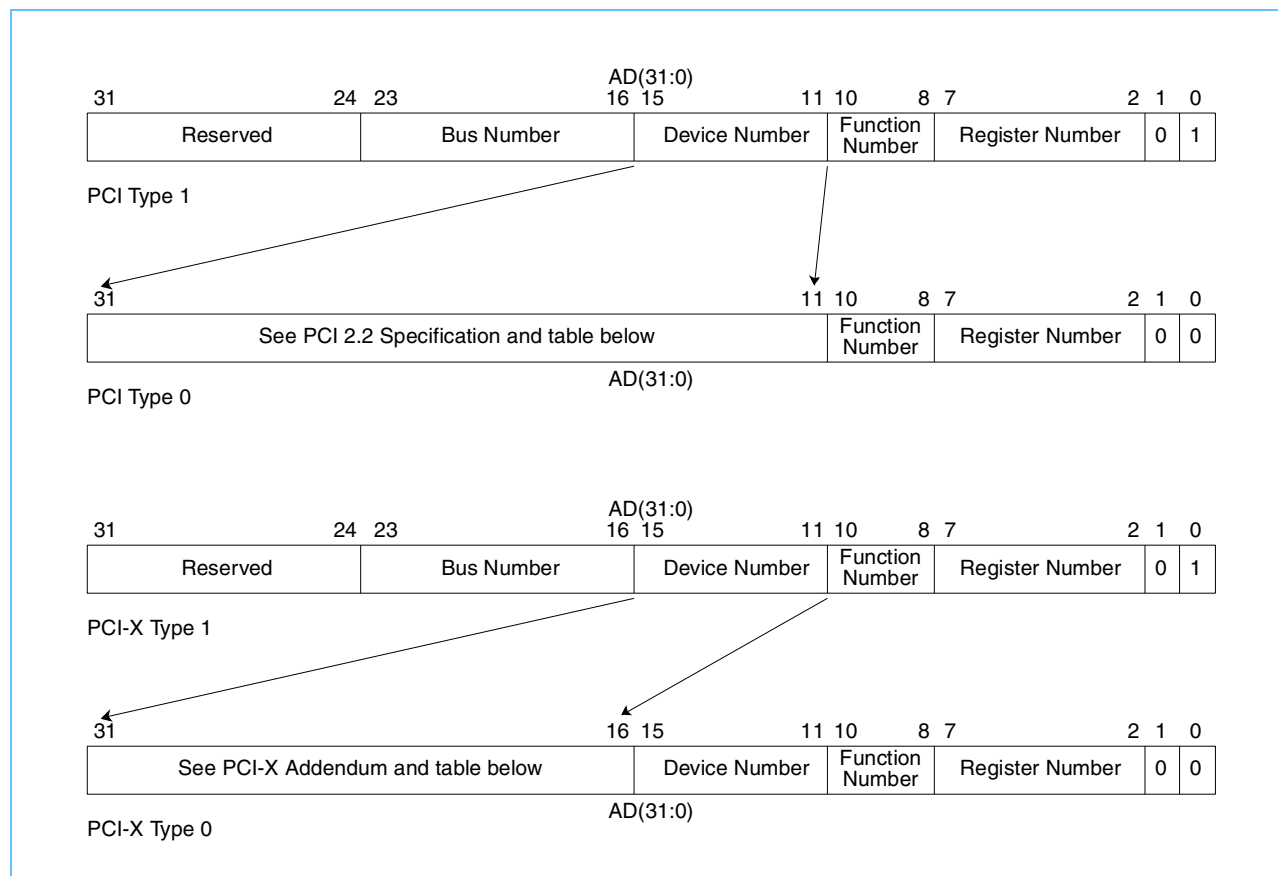 AD(31:0)
31 24 23 16 15 11 10 8 7 2 1 0
Reserved Bus Number Device Number Function Number Register Number 0 1
PCI Type 1
31 11 10 8 7 2 1 0
See PCI 2.2 Specification and table below Function Number Register Number 0 0
AD(31:0)
PCI Type 0
AD(31:0)
31 24 23 16 15 11 10 8 7 2 1 0
Reserved Bus Number Device Number Function Number Register Number 0 1
PCI-X Type 1
31 16 15 11 10 8 7 2 1 0
See PCI-X Addendum and table below Device Number Function Number Register Number 0 0
AD(31:0)
PCI-X Type 0